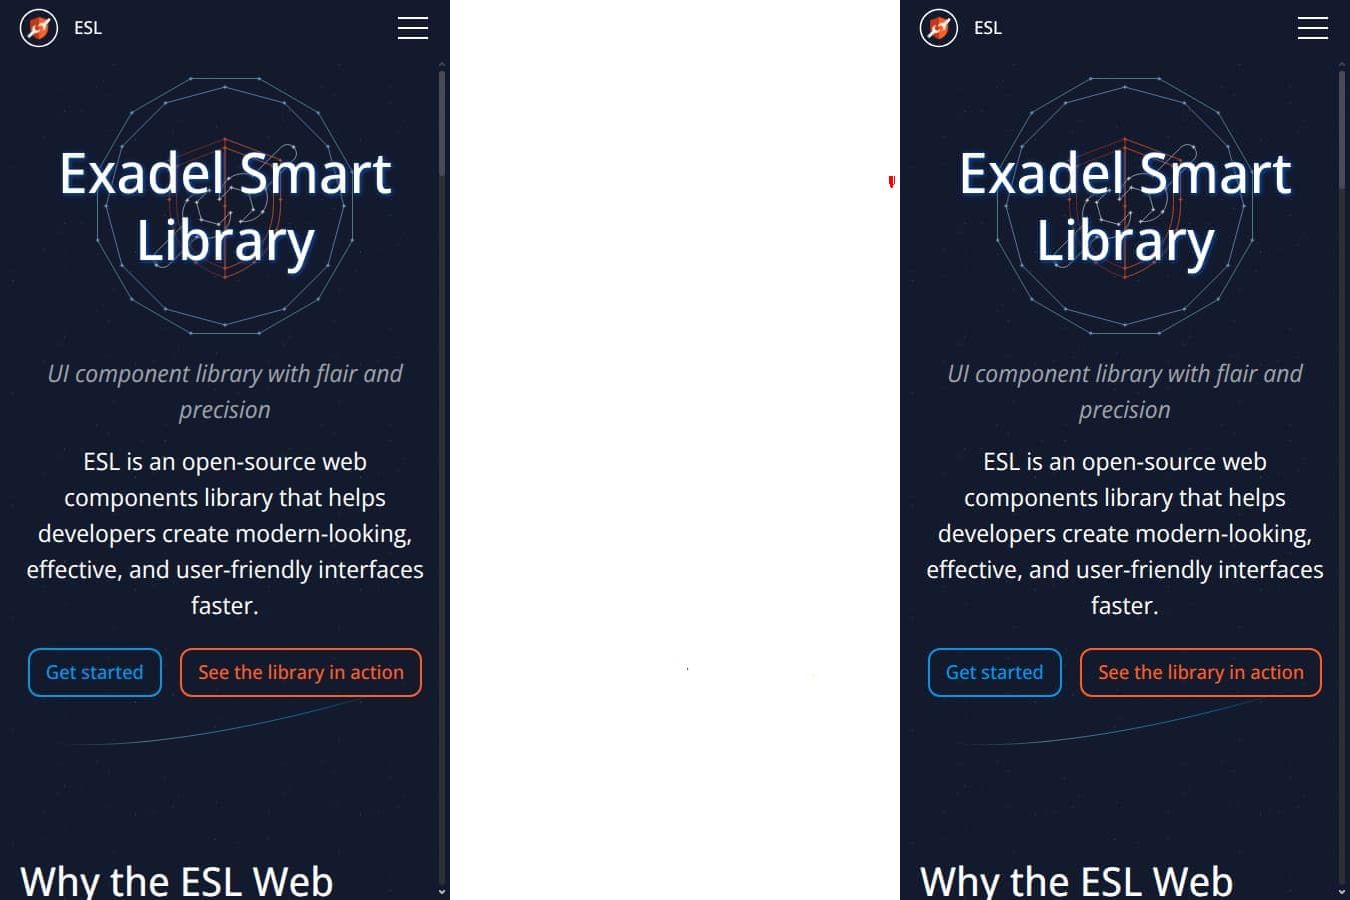 ESL
Exadel Smart
Library
UI component library with flair and
precision
ESL is an open-source web
components library that helps
developers create modern-looking,
effective, and user-friendly interfaces
faster.
Get started
See the library in action
Why the ESL Web
ESL
Exadel Smart
Library
UI component library with flair and
precision
ESL is an open-source web
components library that helps
developers create modern-looking,
effective, and user-friendly interfaces
faster.
Get started
See the library in action
Why the ESL Web